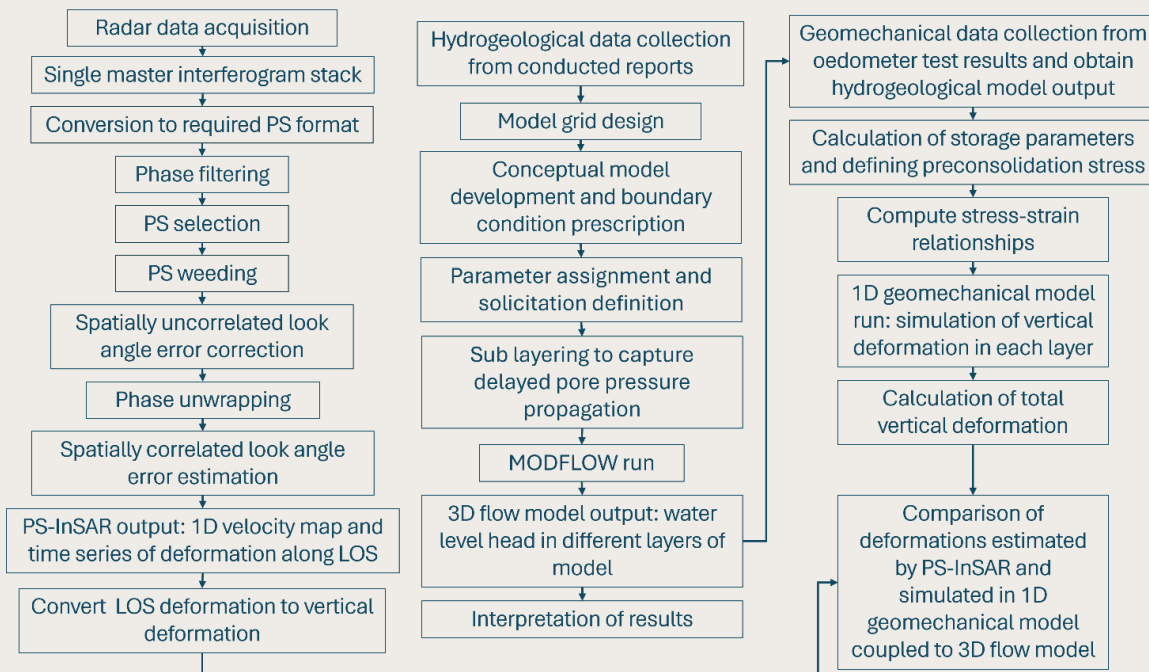 Radar data acquisition
Single master interferogram stack
Conversion to required PS format
Phase filtering
PS selection
PS weeding
Spatially uncorrelated look
angle error correction
Phase unwrapping
Spatially correlated look angle
error estimation
PS-InSAR output: 1D velocity map and
time series of deformation along LOS
Convert LOS deformation to vertical
deformation
Hydrogeological data collection
from conducted reports
Model grid design
Conceptual model
development and boundary
condition prescription
Parameter assignment and
solicitation definition
Sub layering to capture
delayed pore pressure
propagation
MODFLOW run
3D flow model output: water
level head in different layers of
model
Interpretation of results
Geomechanical data collection from
oedometer test results and obtain
hydrogeological model output
Calculation of storage parameters
and defining preconsolidation stress
Compute stress-strain
relationships
1D geomechanical model
run: simulation of vertical
deformation in each layer
Calculation of total
vertical deformation
Comparison of
deformations estimated
by PS-InSAR and
simulated in 1D
geomechanical model
coupled to 3D flow model